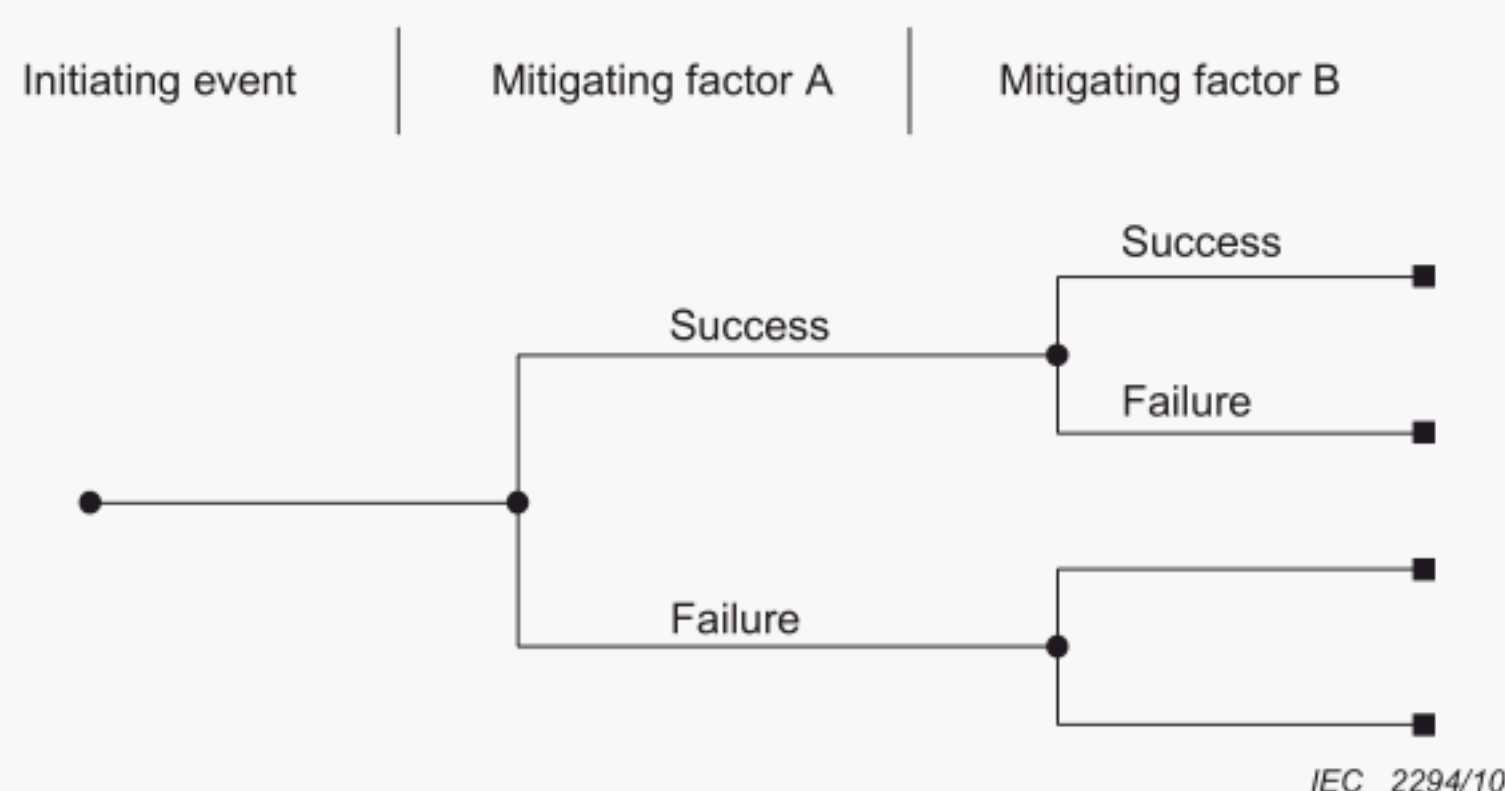 Initiating event
Mitigating factor A
Mitigating factor B
Success
Success
Failure
Failure
IEC 2294/10